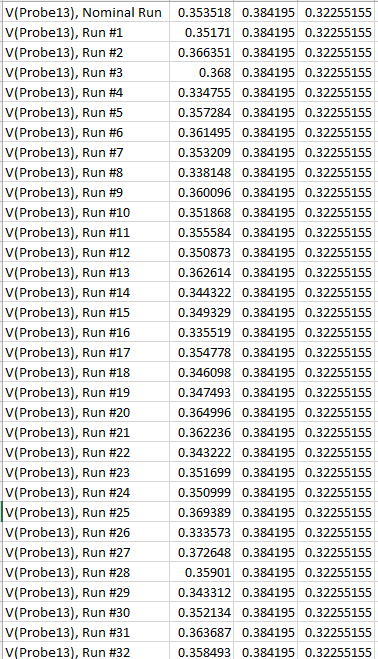 V(Probe13), Nominal Run 0.353518 0.384195 0.32255155
V(Probe13), Run #1 0.35171 0.384195 0.32255155
V(Probe13), Run #2 0.366351 0.384195 0.32255155
V(Probe13), Run #3 0.368 0.384195 0.32255155
V(Probe13), Run #4 0.334755 0.384195 0.32255155
V(Probe13), Run #5 0.357284 0.384195 0.32255155
V(Probe13), Run #6 0.361495 0.384195 0.32255155
V(Probe13), Run #7 0.353209 0.384195 0.32255155
V(Probe13), Run #8 0.338148 0.384195 0.32255155
V(Probe13), Run #9 0.360096 0.384195 0.32255155
V(Probe13), Run #10 0.351868 0.384195 0.32255155
V(Probe13), Run #11 0.355584 0.384195 0.32255155
V(Probe13), Run #12 0.350873 0.384195 0.32255155
V(Probe13), Run #13 0.362614 0.384195 0.32255155
V(Probe13), Run #14 0.344322 0.384195 0.32255155
V(Probe13), Run #15 0.349329 0.384195 0.32255155
V(Probe13), Run #16 0.335519 0.384195 0.32255155
V(Probe13), Run #17 0.354778 0.384195 0.32255155
V(Probe13), Run #18 0.346098 0.384195 0.32255155
V(Probe13), Run #19 0.347493 0.384195 0.32255155
V(Probe13), Run #20 0.364996 0.384195 0.32255155
V(Probe13), Run #21 0.362236 0.384195 0.32255155
V(Probe13), Run #22 0.343222 0.384195 0.32255155
V(Probe13), Run #23 0.351699 0.384195 0.32255155
V(Probe13), Run #24 0.350999 0.384195 0.32255155
V(Probe13), Run #25 0.369389 0.384195 0.32255155
V(Probe13), Run #26 0.333573 0.384195 0.32255155
V(Probe13), Run #27 0.372648 0.384195 0.32255155
V(Probe13), Run #28 0.35901 0.384195 0.32255155
V(Probe13), Run #29 0.343312 0.384195 0.32255155
V(Probe13), Run #30 0.352134 0.384195 0.32255155
V(Probe13), Run #31 0.363687 0.384195 0.32255155
V(Probe13), Run #32 0.358493 0.384195 0.32255155